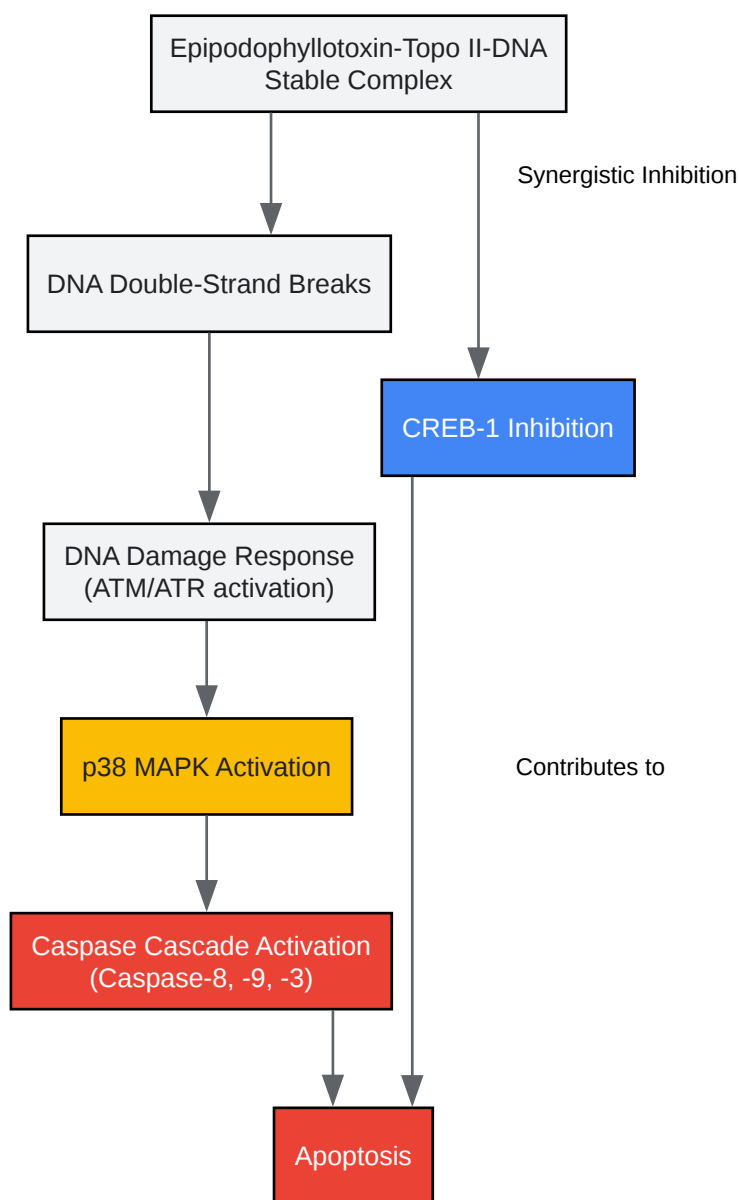 Epipodophyllotoxin-Topo II-DNA
Stable Complex
Synergistic Inhibition
DNA Double-Strand Breaks
CREB-1 Inhibition
DNA Damage Response
(ATM/ATR activation)
p38 MAPK Activation
Contributes to
Caspase Cascade Activation
(Caspase-8, -9, -3)
Apoptosis